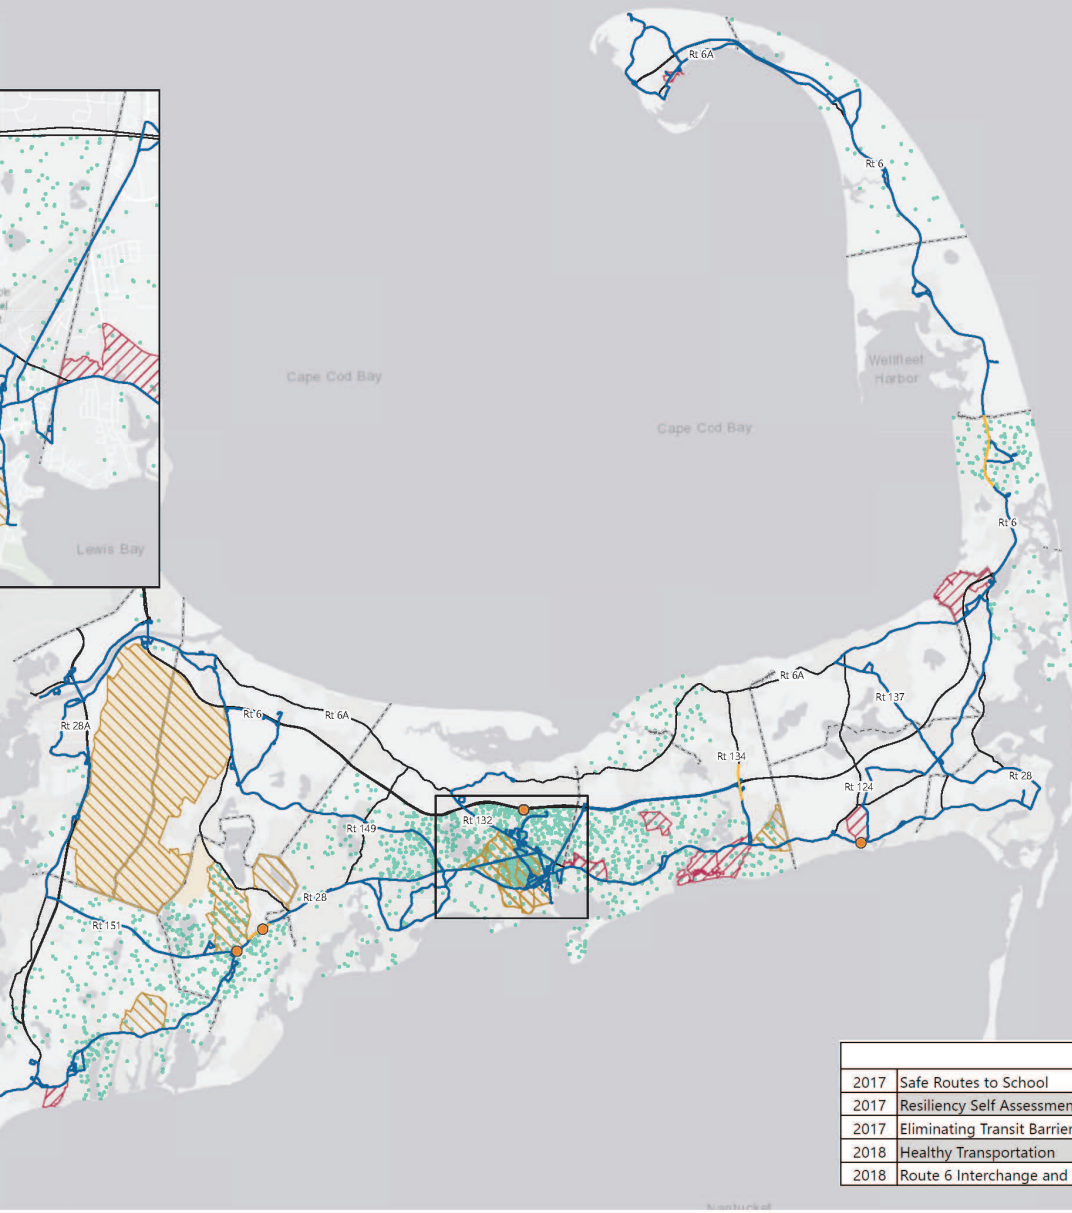 Rt 6A
Rt 6
Wellfleet
Harbor
Cape Cod Bay
Cape Cod Bay
Rt 6
Lewis Bay
Rt 6A
Rt 137
Rt 28A
Rt 6
Rt 6A
Rt 134
Rt 28
Rt 124
Rt 132
Rt 149
Rt 28
Rt 151
2017 Safe Routes to School
2017 Resiliency Self Assessmen
2017 Eliminating Transit Barrier
2018 Healthy Transportation
2018 Route 6 Interchange and
Nantucket